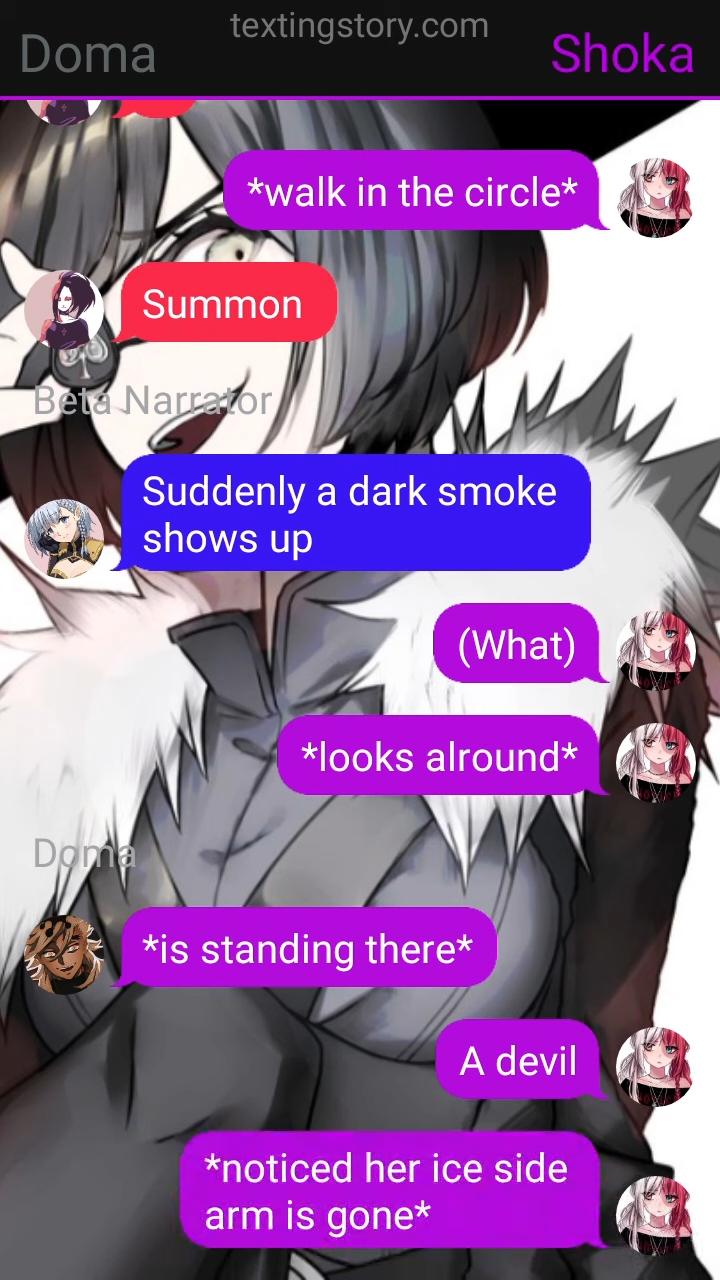 textingstory.com
Doma
Shoka
*walk in the circle*
Summon
Beta Narrator
Suddenly a dark smoke
shows up
(What)
*looks alround*
Doma
*is standing there*
A devil
*noticed her ice side
arm is gone*